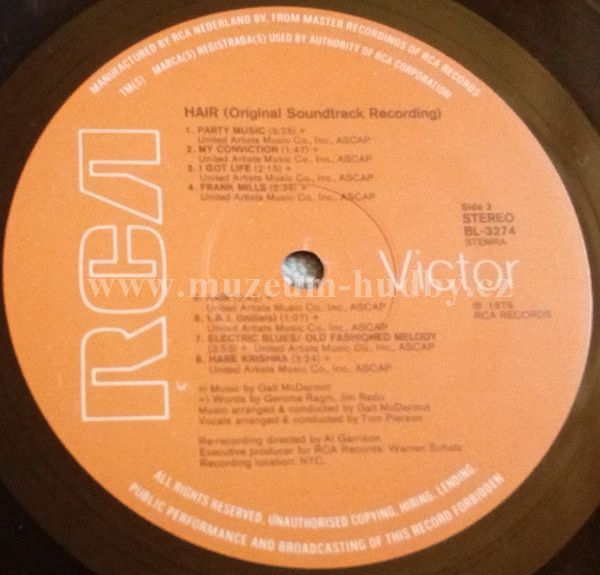 MANUFACTURED BY RCA NEDERLAND BV. FROM MASTER RECORDINGS OF RCA RECORDS
TM(S) MARCA(S) REGISTRADA(S) USED BY AUTHORITY OF RCA CORPORATION
HAIR (Original Soundtrack Recording)
1. PARTY MUSIC (3:25) +
United Artists Music Co., Inc., ASCAP
2. MY CONVICTION (1:47) +
United Artists Music Co., Inc., ASCAP
3. I GOT LIFE (2:15) +
United Artists Music Co., Inc., ASCAP
4. FRANK MILLS (2:39) +
United Artists Music Co., Inc., ASCAP
Side 3
STEREO
BL-3274
STEMRA
RCA
Victor
www.muzeum-hudby.cz
℗ 1979
RCA RECORDS
HAIR
United Artists Music Co., Inc., ASCAP
6. L.B.J. (Initials) (1:07) +
United Artists Music Co., Inc., ASCAP
7. ELECTRIC BLUES/ OLD FASHIONED MELODY
(3:53) + United Artists Music Co., Inc., ASCAP
8. HARE KRISHNA (3:24) +
United Artists Music Co., Inc., ASCAP
+) Music by Galt McDermot
+) Words by Gerome Ragni, Jim Rado
Music arranged & conducted by Galt McDermot
Vocals arranged & conducted by Tom Pierson
Re-recording directed by Al Garrison
Executive producer for RCA Records: Warren Schatz
Recording location: NYC.
ALL RIGHTS RESERVED. UNAUTHORISED COPYING, HIRING, LENDING,
PUBLIC PERFORMANCE AND BROADCASTING OF THIS RECORD FORBIDDEN